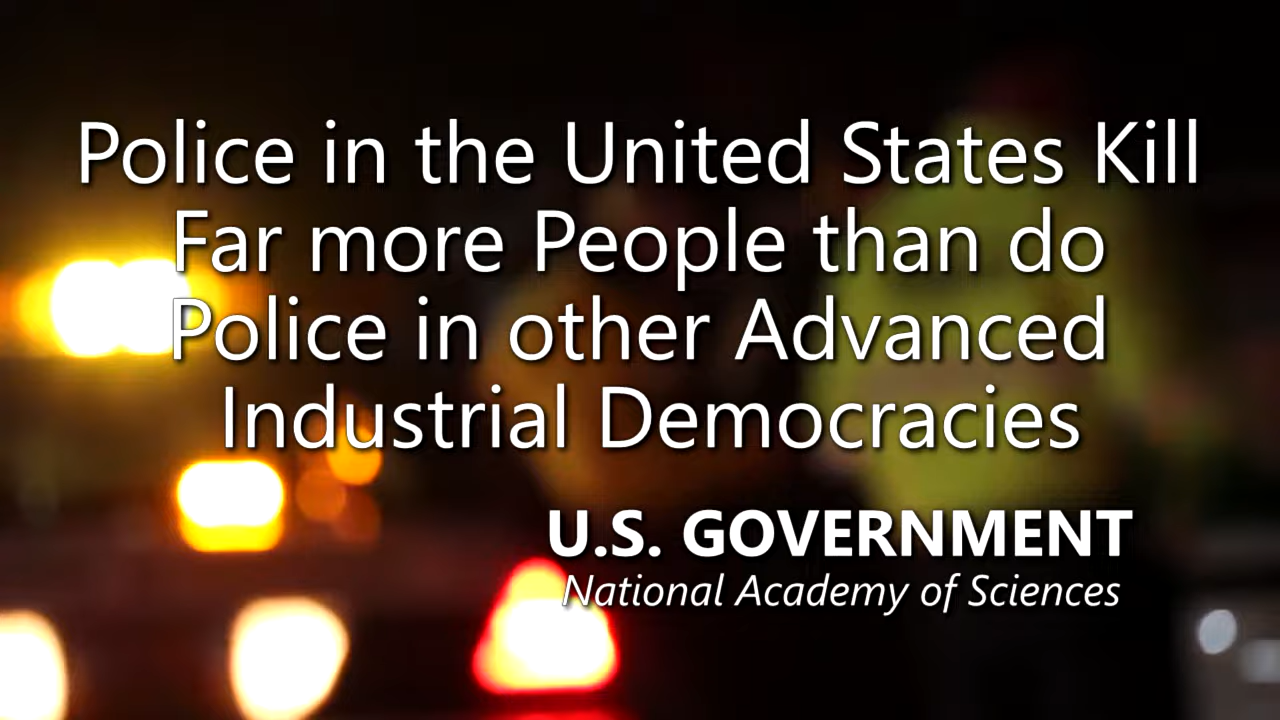 Police in the United States Kill
Far more People than do
Police in other Advanced
Industrial Democracies
U.S. GOVERNMENT
National Academy of Sciences